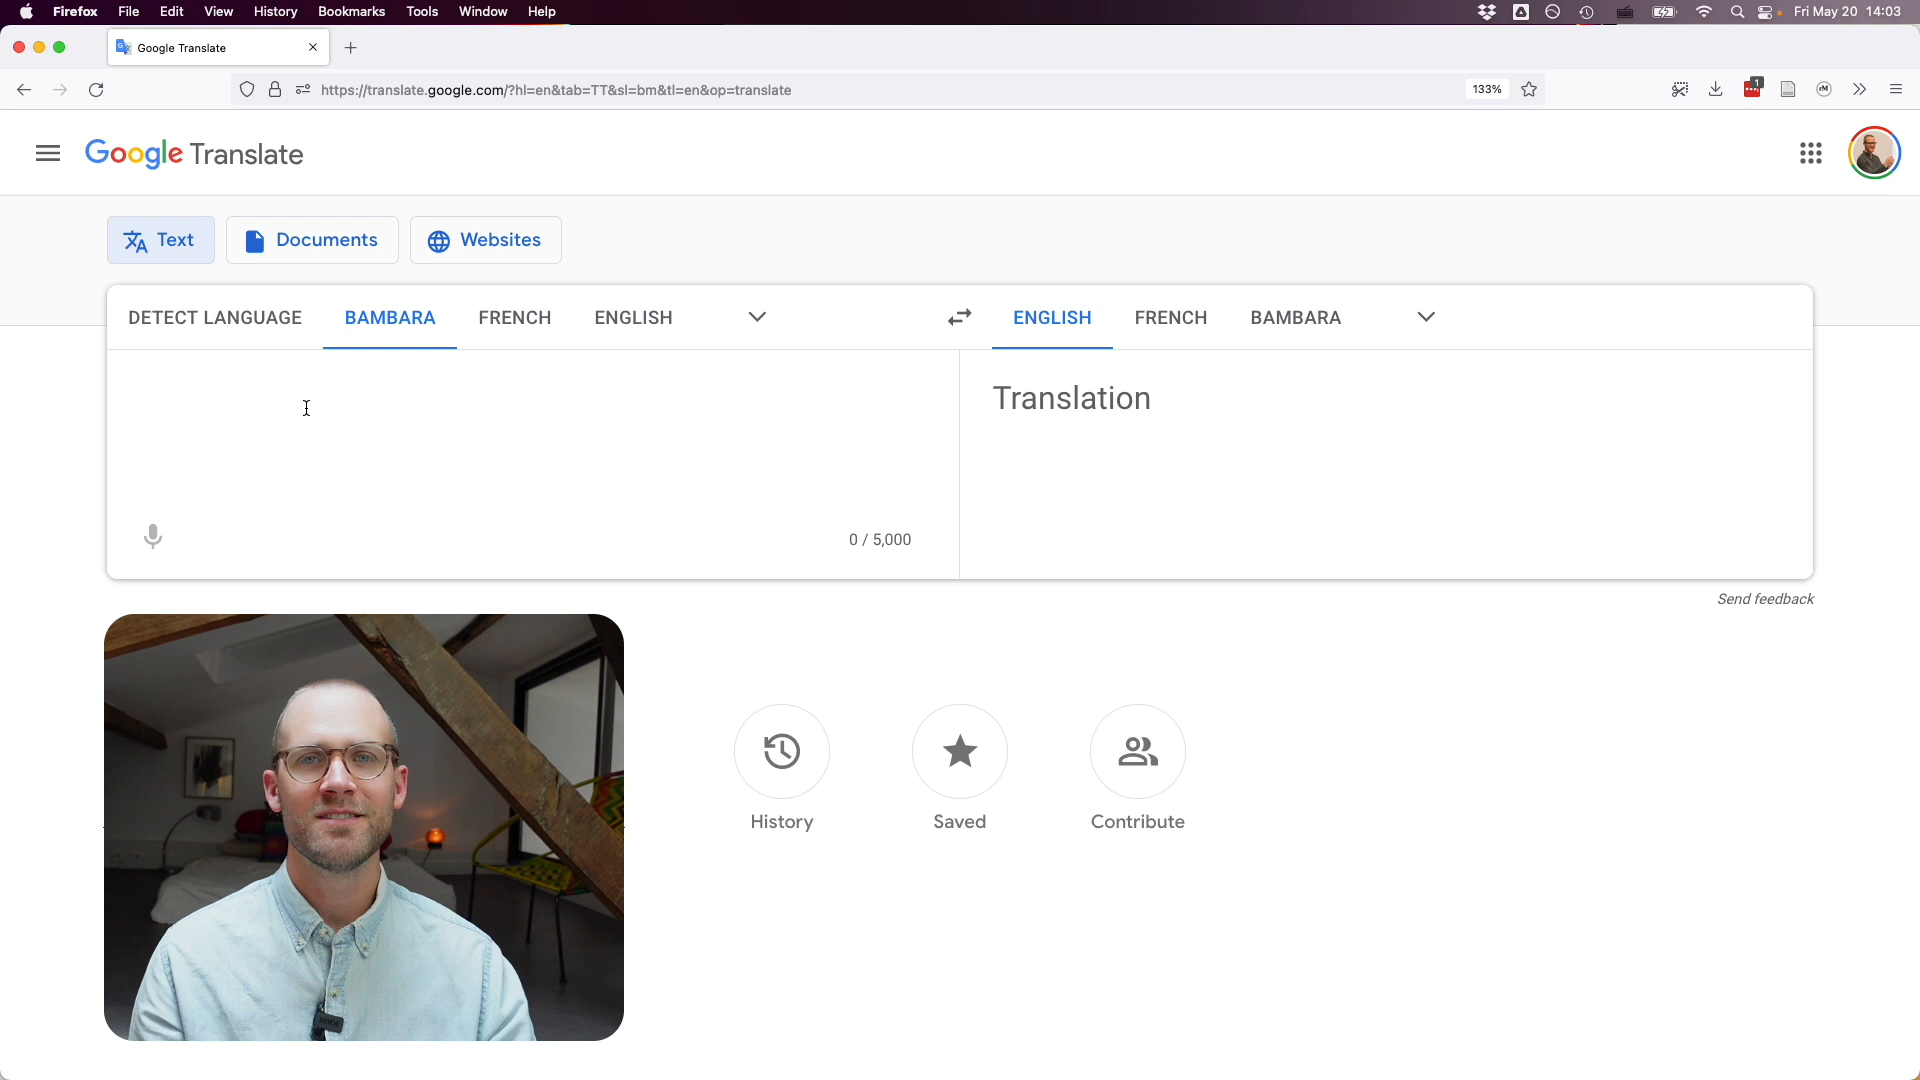 Firefox File Edit View History Bookmarks Tools Window Help Fri May 20 14:03
Google Translate
https://translate.google.com/?hl=en&tab=TT&sl=bm&tl=en&op=translate 133% 1
Google Translate
Text Documents Websites
DETECT LANGUAGE BAMBARA FRENCH ENGLISH ENGLISH FRENCH BAMBARA
Translation
0 / 5,000
Send feedback
History Saved Contribute